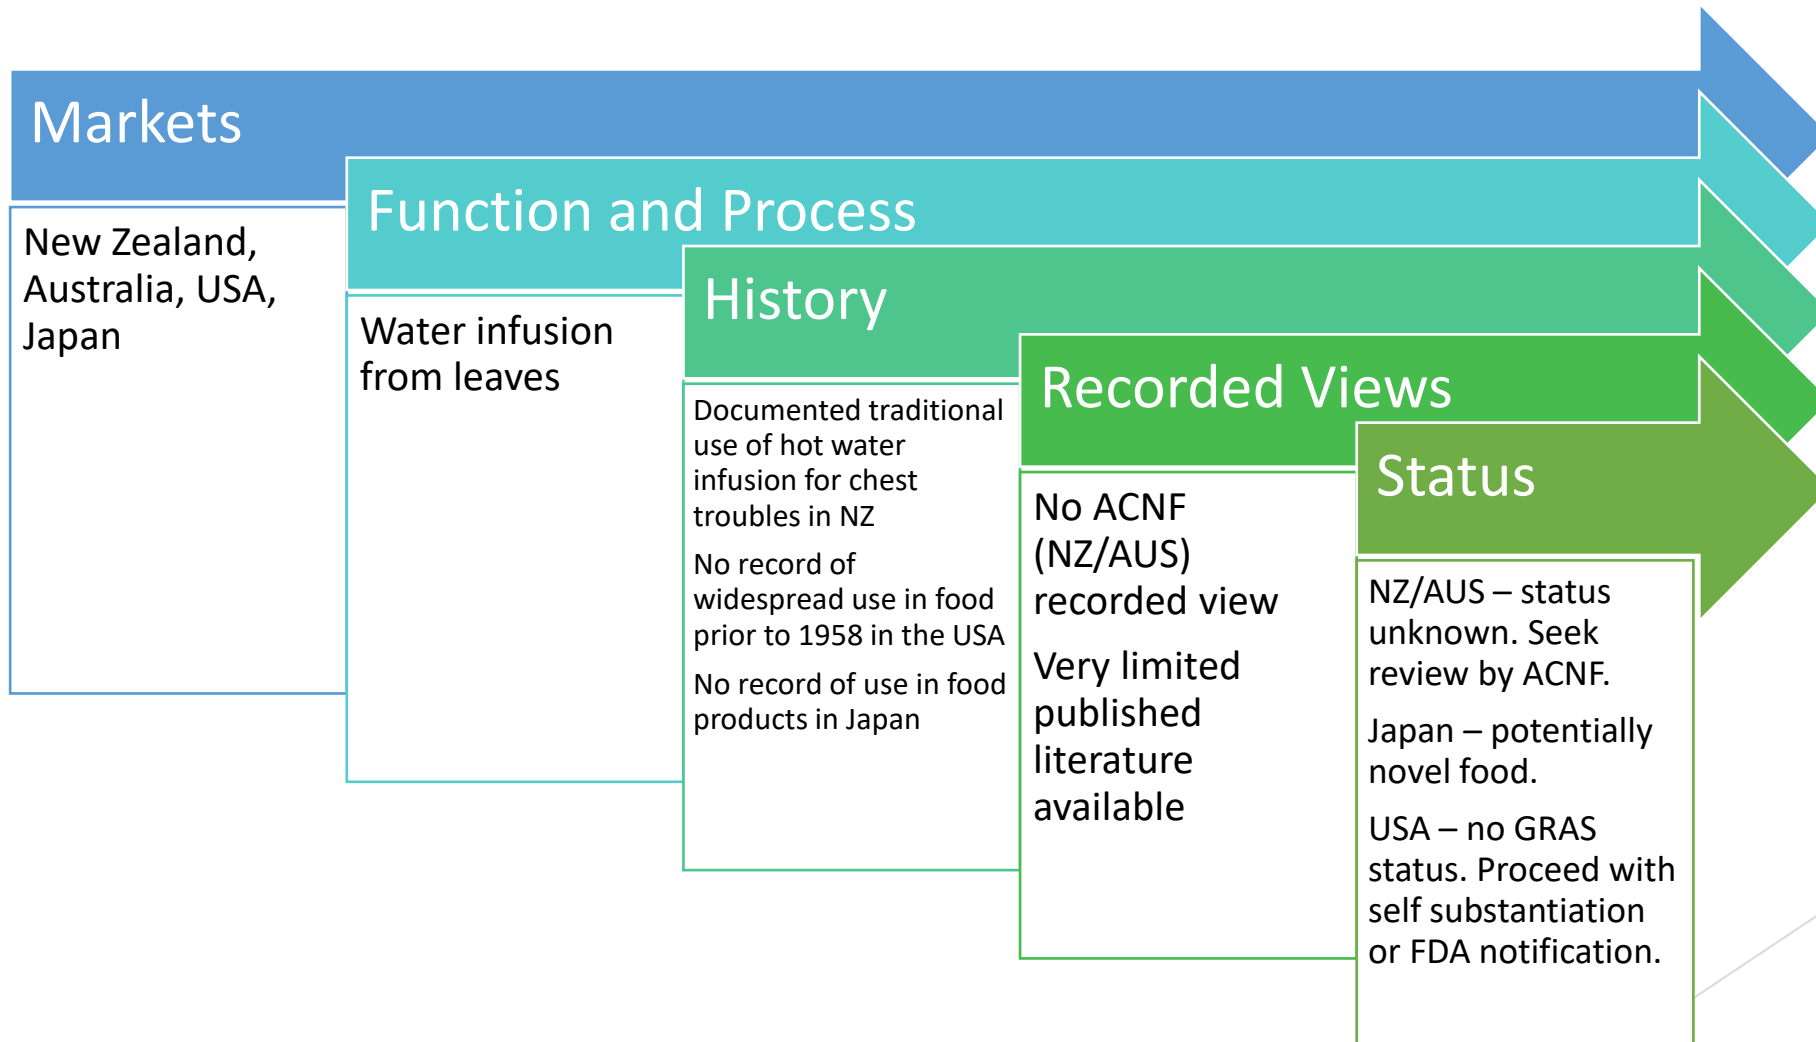 Markets
New Zealand,
Australia, USA,
Japan
Function and Process
Water infusion
from leaves
History
Documented traditional
use of hot water
infusion for chest
troubles in NZ
No record of
widespread use in food
prior to 1958 in the USA
No record of use in food
products in Japan
Recorded Views
No ACNF
(NZ/AUS)
recorded view
Very limited
published
literature
available
Status
NZ/AUS – status
unknown. Seek
review by ACNF.
Japan – potentially
novel food.
USA – no GRAS
status. Proceed with
self substantiation
or FDA notification.